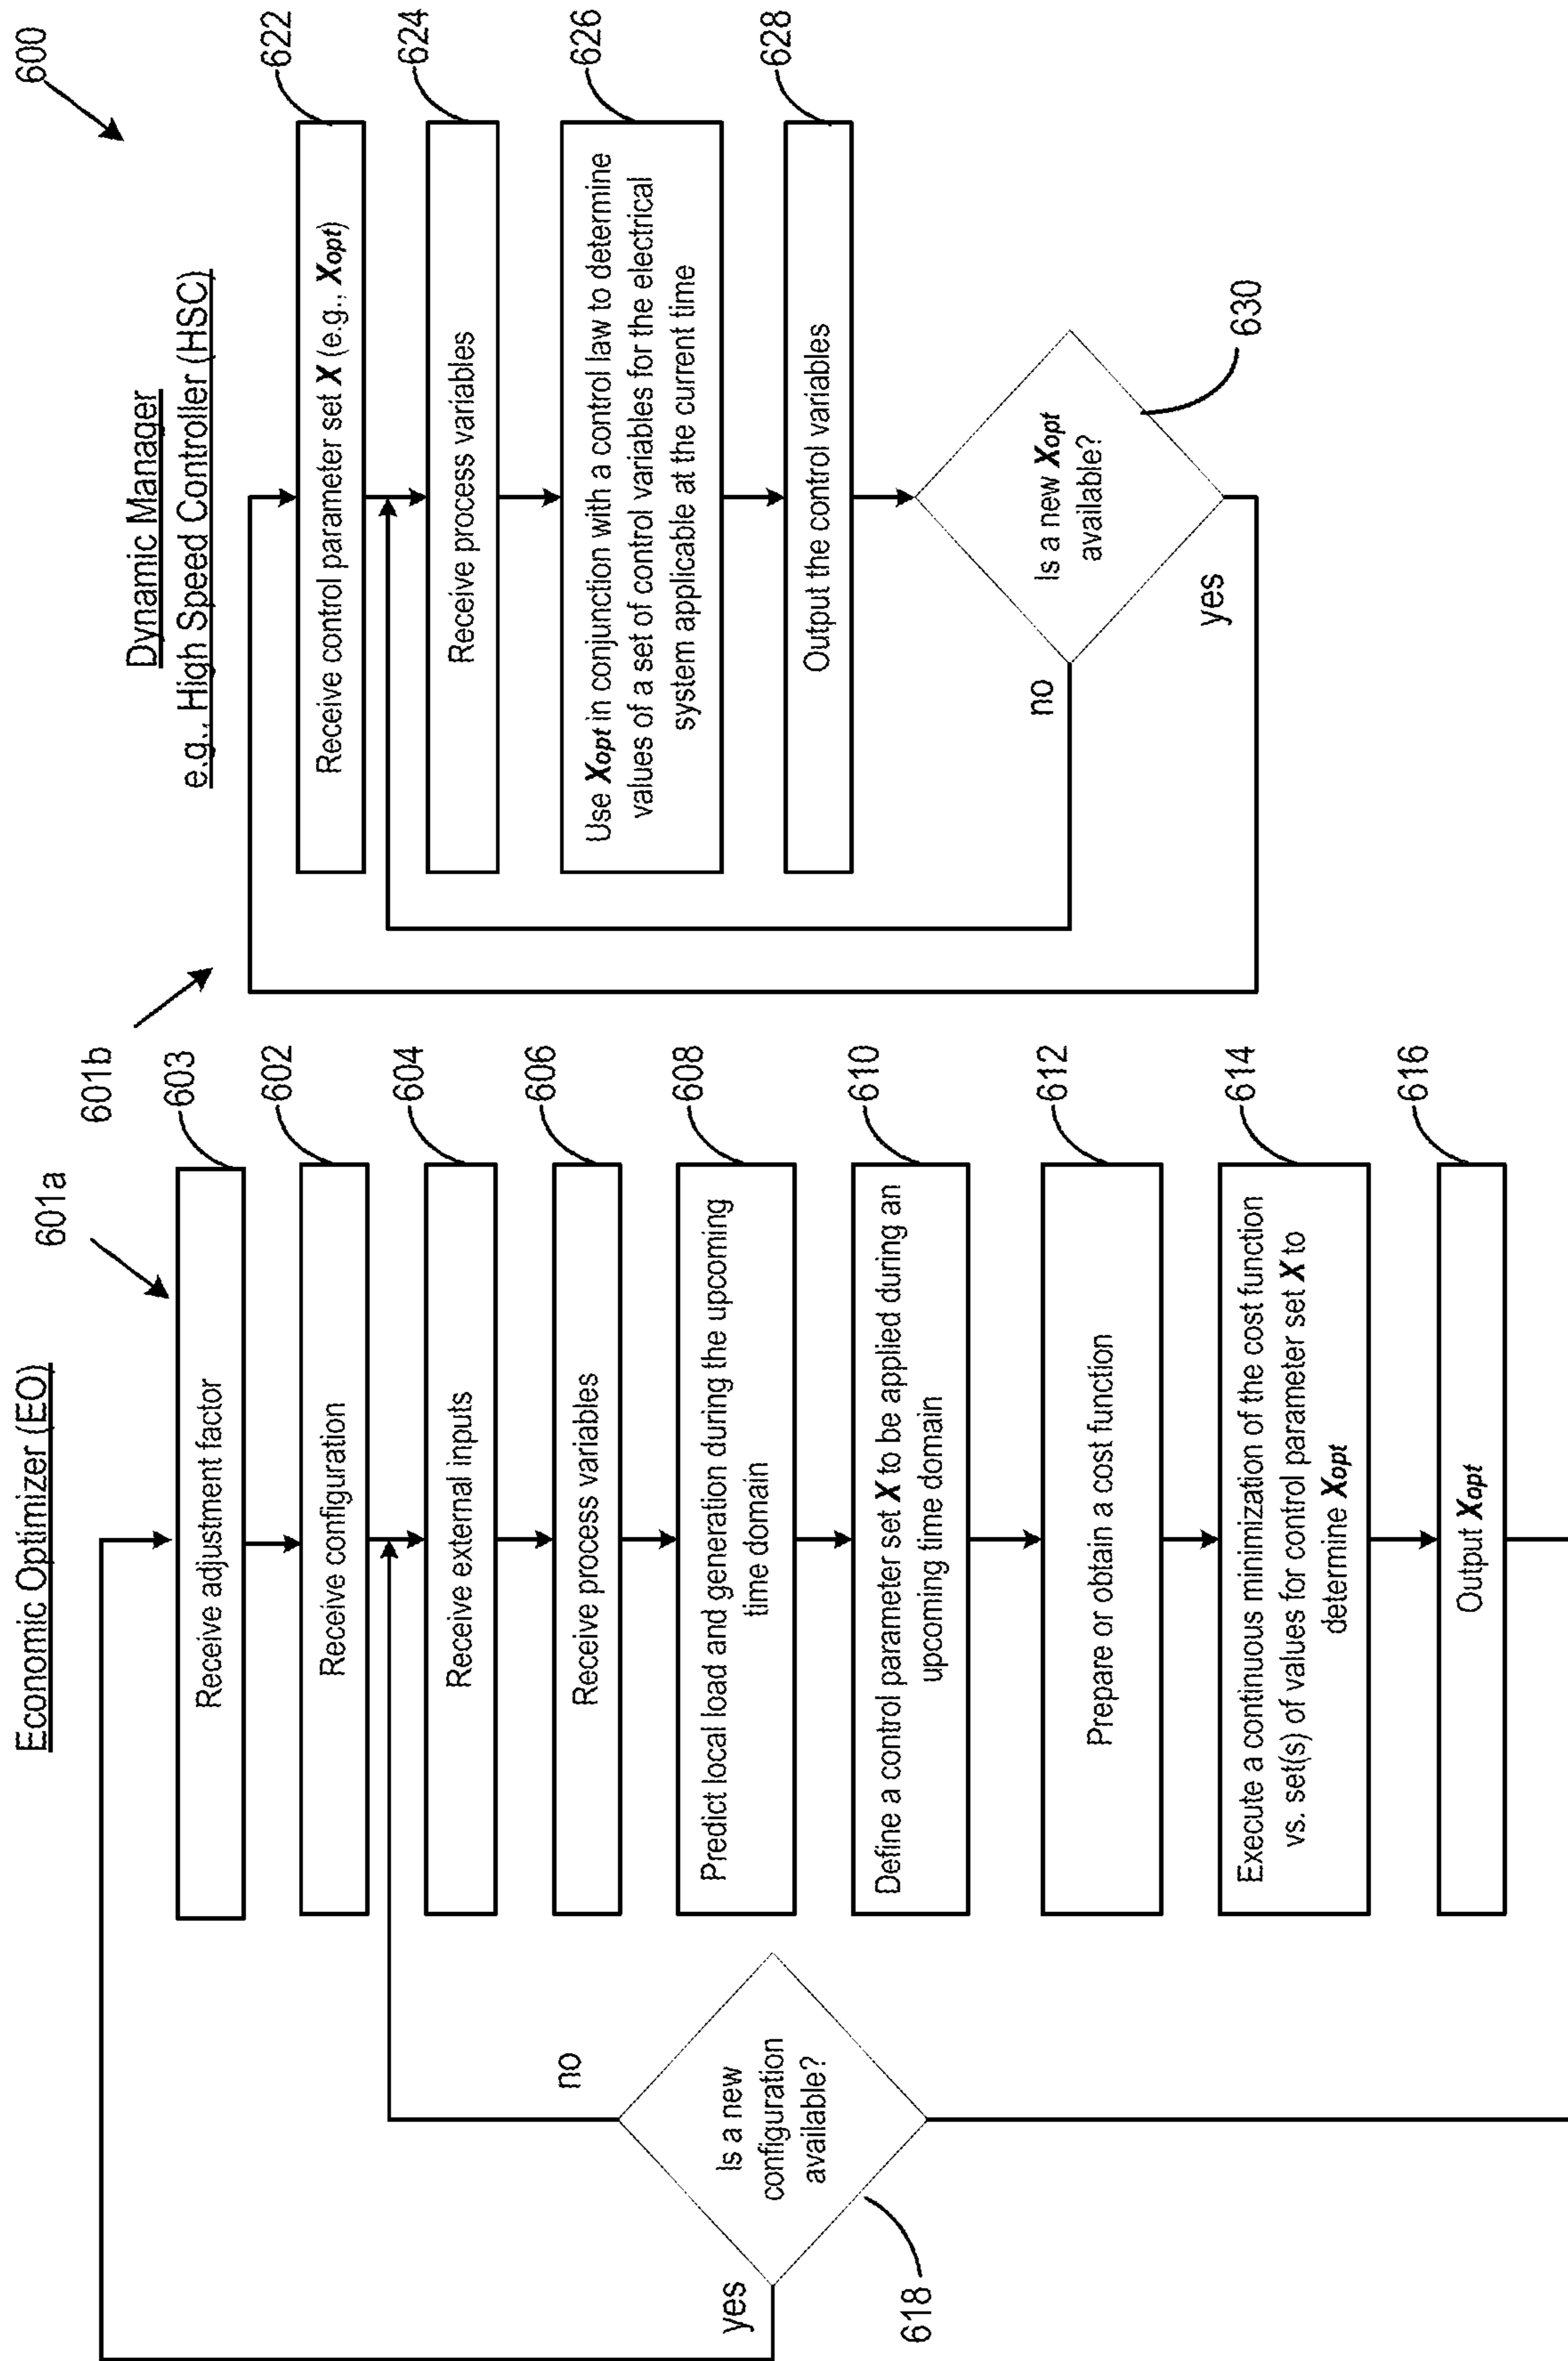 600
Economic Optimizer (EO)
601a
Receive adjustment factor
603
Receive configuration
602
Receive external inputs
604
Receive process variables
606
Predict local load and generation during the upcoming
time domain
608
Define a control parameter set X to be applied during an
upcoming time domain
610
Prepare or obtain a cost function
612
Execute a continuous minimization of the cost function
vs. set(s) of values for control parameter set X to
determine Xopt
614
Output Xopt
616
Is a new
configuration
available?
yes
no
618
Dynamic Manager
e.g., High Speed Controller (HSC)
601b
Receive control parameter set X (e.g., Xopt)
622
Receive process variables
624
Use Xopt in conjunction with a control law to determine
values of a set of control variables for the electrical
system applicable at the current time
626
Output the control variables
628
Is a new Xopt
available?
no
yes
630